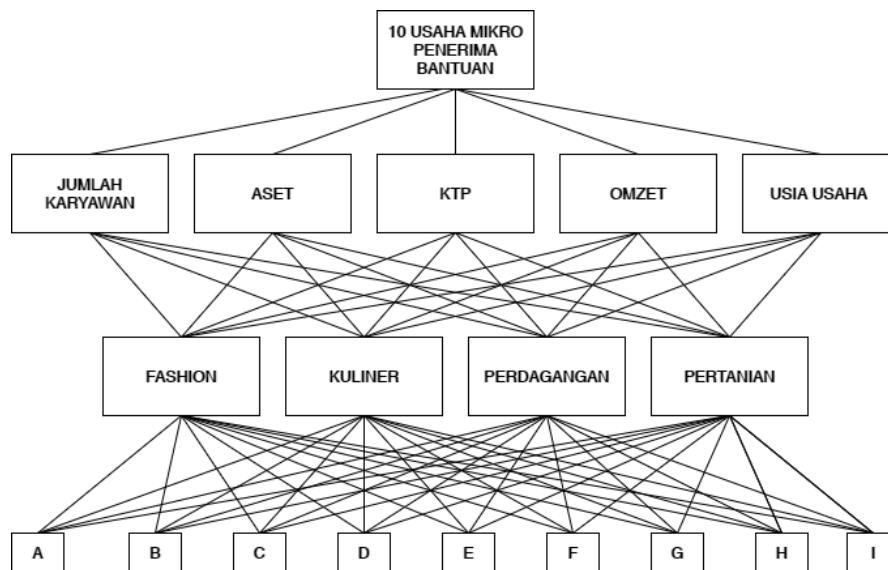 10 USAHA MIKRO
PENERIMA
BANTUAN
JUMLAH
KARYAWAN
ASET
KTP
OMZET
USIA USAHA
FASHION
KULINER
PERDAGANGAN
PERTANIAN
A
B
C
D
E
F
G
H
I